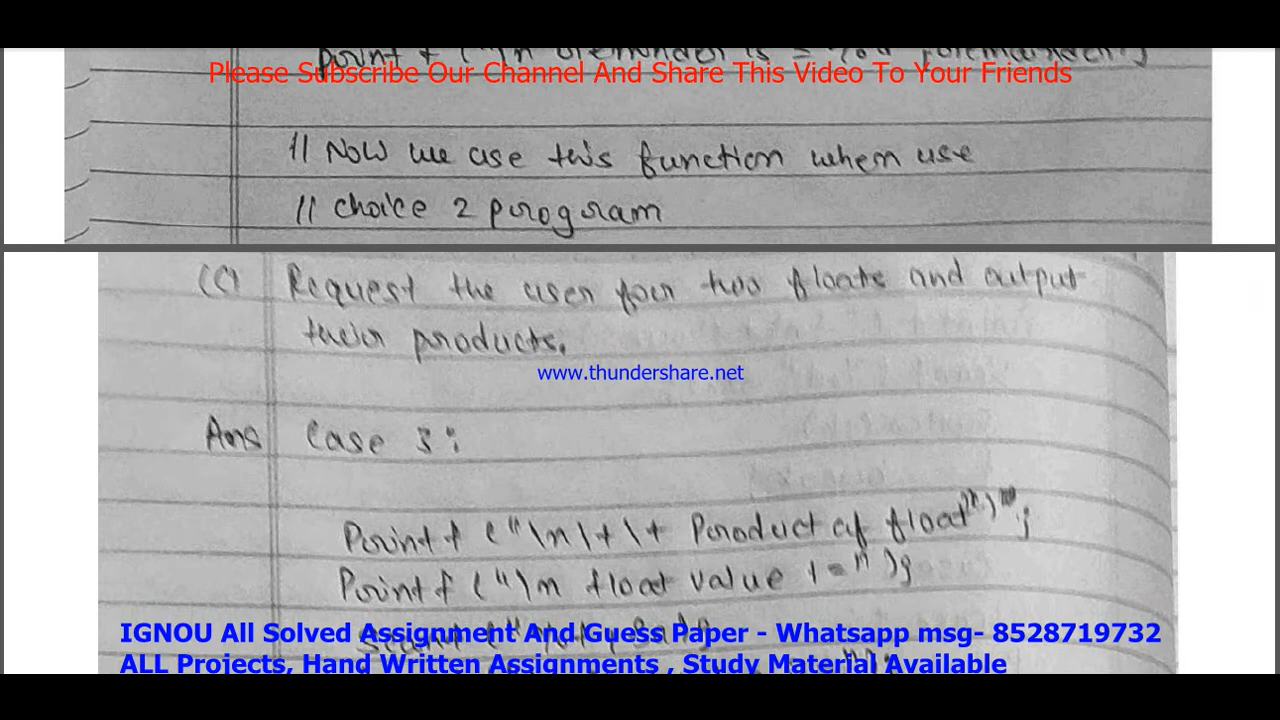 Please Subscribe Our Channel And Share This Video To Your Friends
// Now we use this function when use
// choice 2 program
(C) Request the user for two floats and output
their products.
www.thundershare.net
Ans Case 3:
Printf ("\n\t\t Product of float");
Printf ("\n float value 1=");
IGNOU All Solved Assignment And Guess Paper - Whatsapp msg- 8528719732
ALL Projects, Hand Written Assignments , Study Material Available